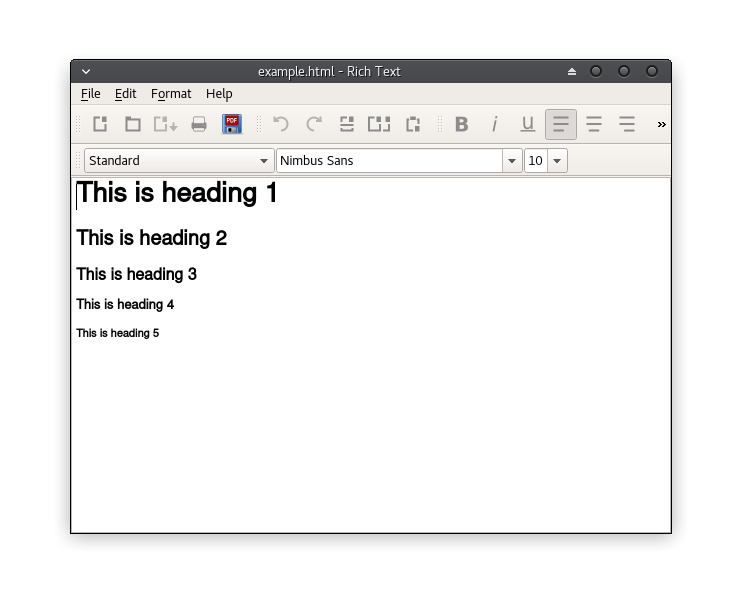 example.html - Rich Text
File Edit Format Help
PDF
B i U »
Standard Nimbus Sans 10
This is heading 1
This is heading 2
This is heading 3
This is heading 4
This is heading 5